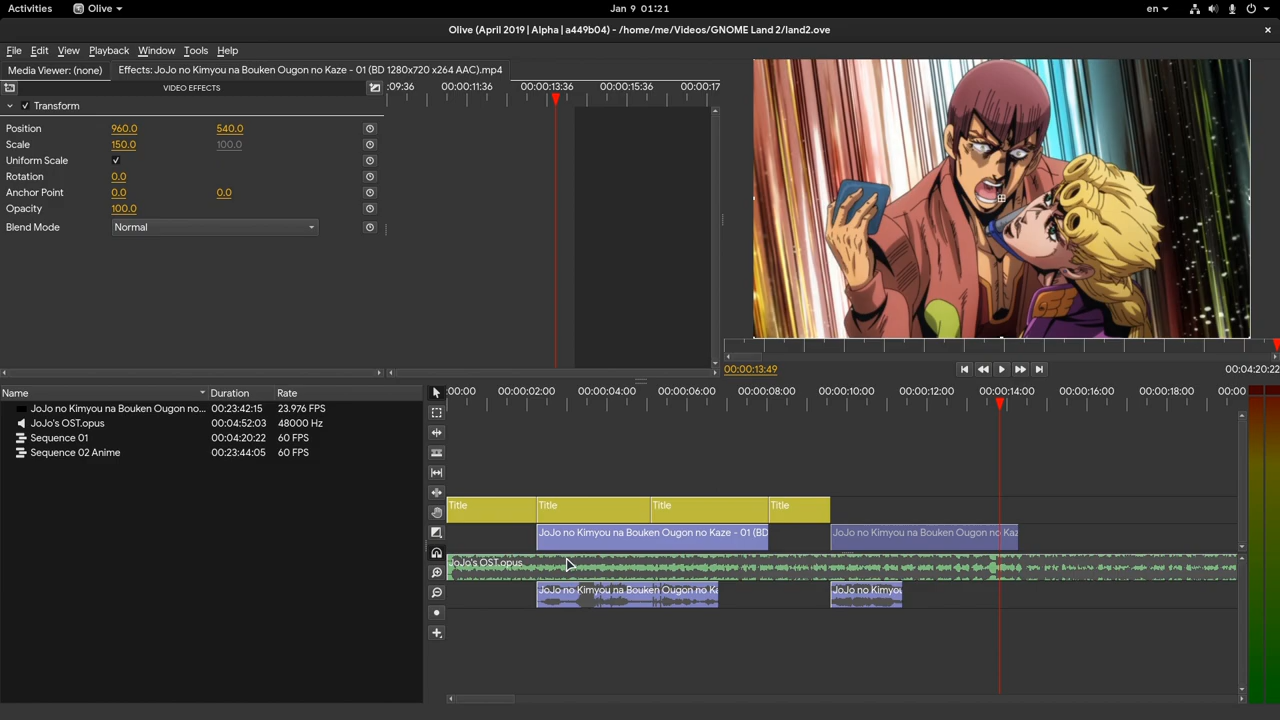 Activities Olive Jan 9 01:21 en
Olive (April 2019 | Alpha | a449b04) - /home/me/Videos/GNOME Land 2/land2.ove
File Edit View Playback Window Tools Help
Media Viewer: (none) Effects: JoJo no Kimyou na Bouken Ougon no Kaze - 01 (BD 1280x720 x264 AAC).mp4
VIDEO EFFECTS :09:36 00:00:11:36 00:00:13:36 00:00:15:36 00:00:17
Transform
Position 960.0 540.0
Scale 150.0 100.0
Uniform Scale
Rotation 0.0
Anchor Point 0.0 0.0
Opacity 100.0
Blend Mode Normal
00:00:13:49 00:04:20:22
Name Duration Rate
JoJo no Kimyou na Bouken Ougon no... 00:23:42:15 23.976 FPS
JoJo's OST.opus 00:04:52:03 48000 Hz
Sequence 01 00:04:20:22 60 FPS
Sequence 02 Anime 00:23:44:05 60 FPS
:00:00 00:00:02:00 00:00:04:00 00:00:06:00 00:00:08:00 00:00:10:00 00:00:12:00 00:00:14:00 00:00:16:00 00:00:18:00 00:00
Title Title Title Title
JoJo no Kimyou na Bouken Ougon no Kaze - 01 (BD JoJo no Kimyou na Bouken Ougon no Kaz
JoJo's OST.opus
JoJo no Kimyou na Bouken Ougon no Ka JoJo no Kimyou